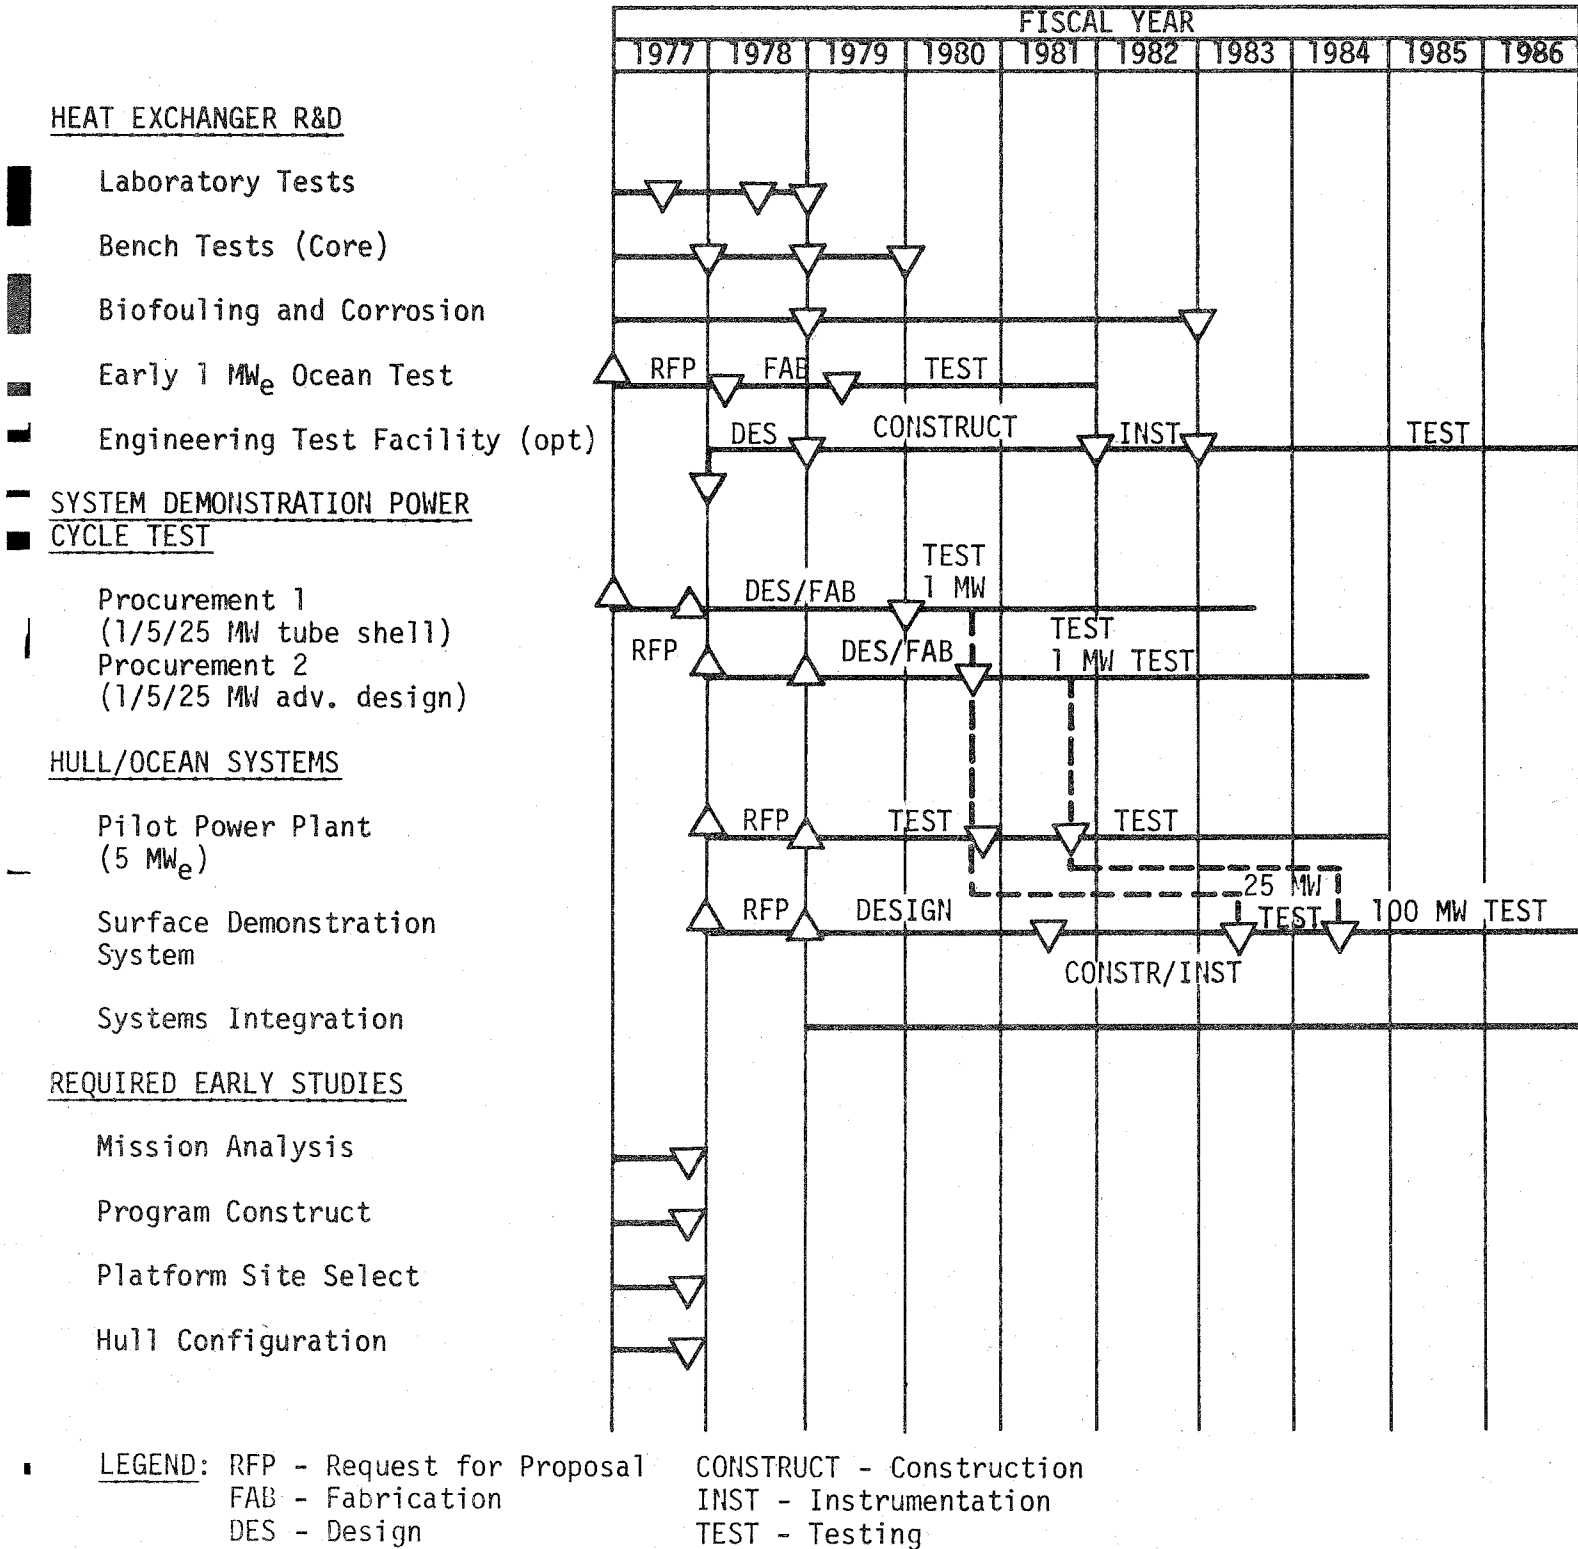 FISCAL YEAR
1977 1978 1979 1980 1981 1982 1983 1984 1985 1986
HEAT EXCHANGER R&D
Laboratory Tests
Bench Tests (Core)
Biofouling and Corrosion
Early 1 MWe Ocean Test RFP FAB TEST
Engineering Test Facility (opt) DES CONSTRUCT INST TEST
SYSTEM DEMONSTRATION POWER
CYCLE TEST
TEST
Procurement 1 DES/FAB 1 MW
(1/5/25 MW tube shell) TEST
Procurement 2 RFP DES/FAB 1 MW TEST
(1/5/25 MW adv. design)
HULL/OCEAN SYSTEMS
Pilot Power Plant RFP TEST TEST
(5 MWe)
25 MW
Surface Demonstration RFP DESIGN TEST 100 MW TEST
System CONSTR/INST
Systems Integration
REQUIRED EARLY STUDIES
Mission Analysis
Program Construct
Platform Site Select
Hull Configuration
LEGEND: RFP - Request for Proposal CONSTRUCT - Construction
FAB - Fabrication INST - Instrumentation
DES - Design TEST - Testing